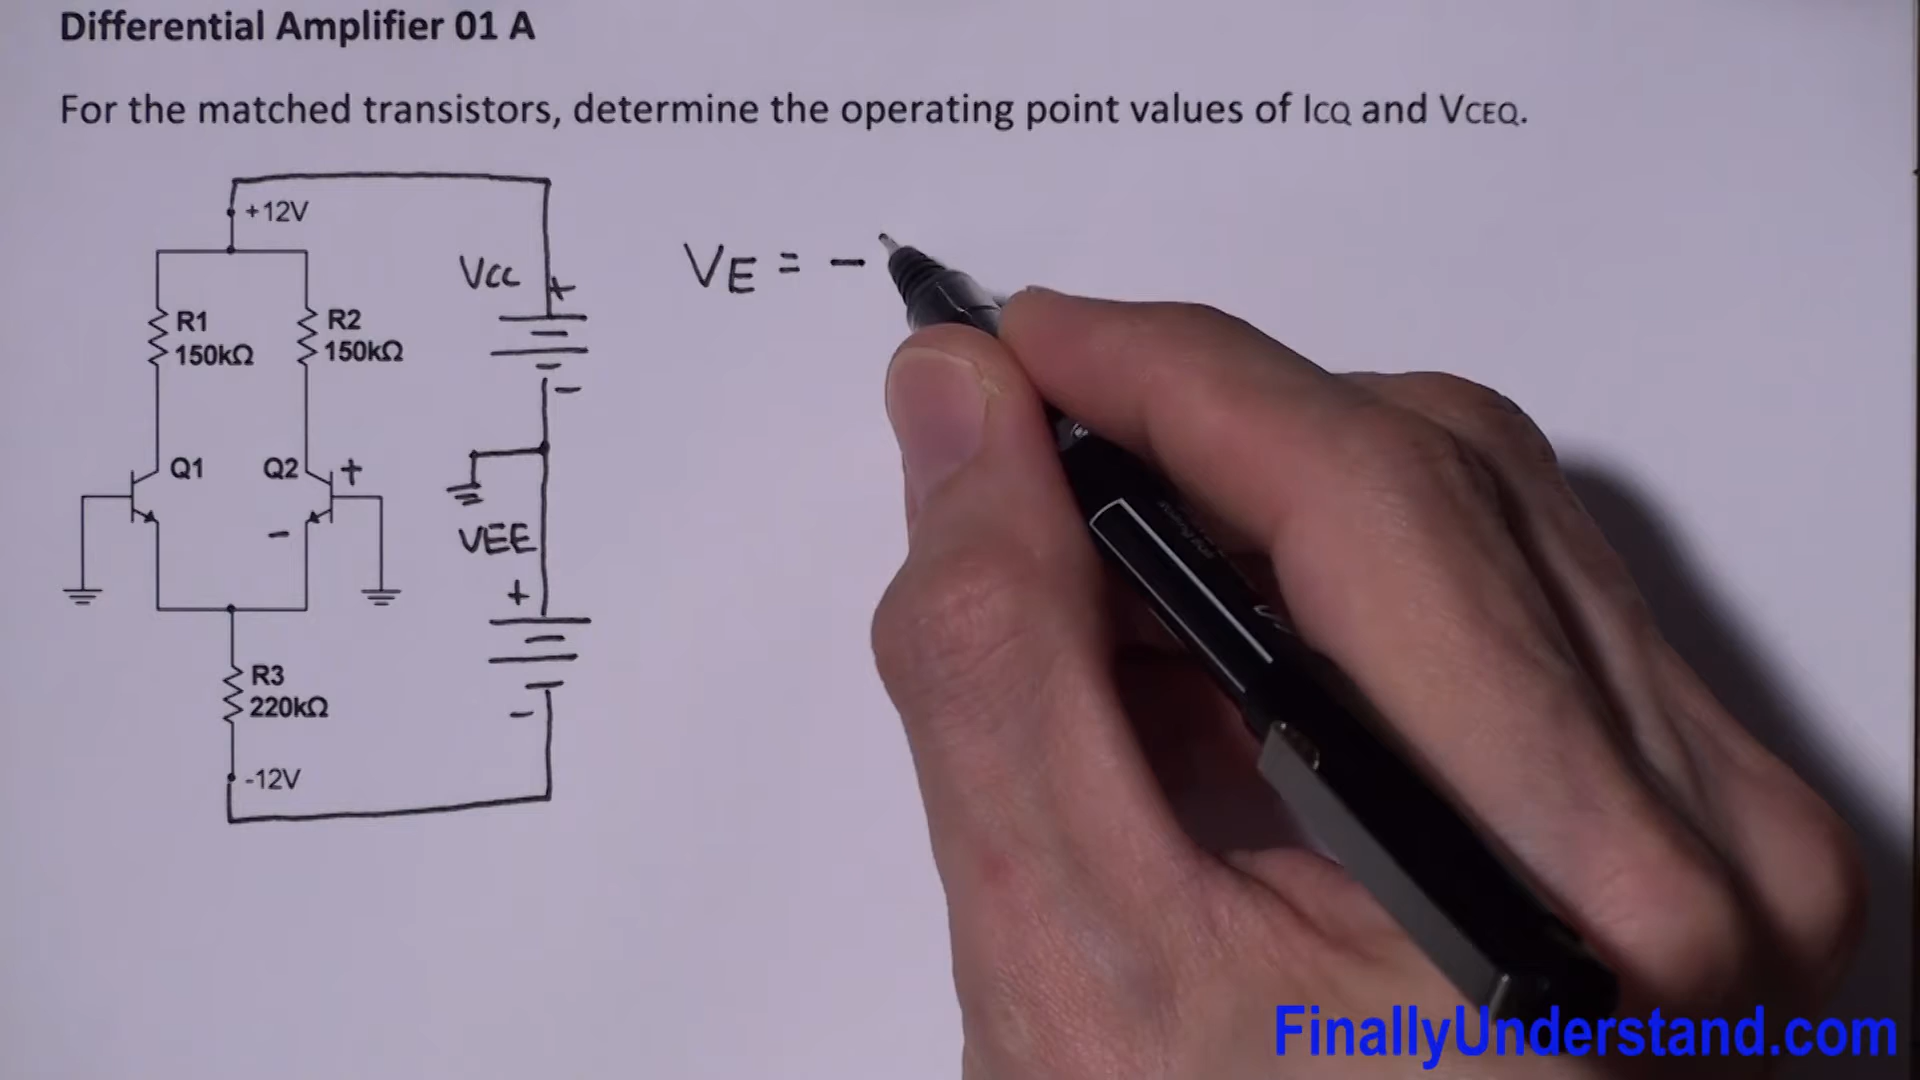 Differential Amplifier 01 A
For the matched transistors, determine the operating point values of ICQ and VCEQ.
+12V
VCC
+
VE = -
R1
150kΩ
R2
150kΩ
-
Q1
Q2
+
-
VEE
+
R3
220kΩ
-
-12V
FinallyUnderstand.com